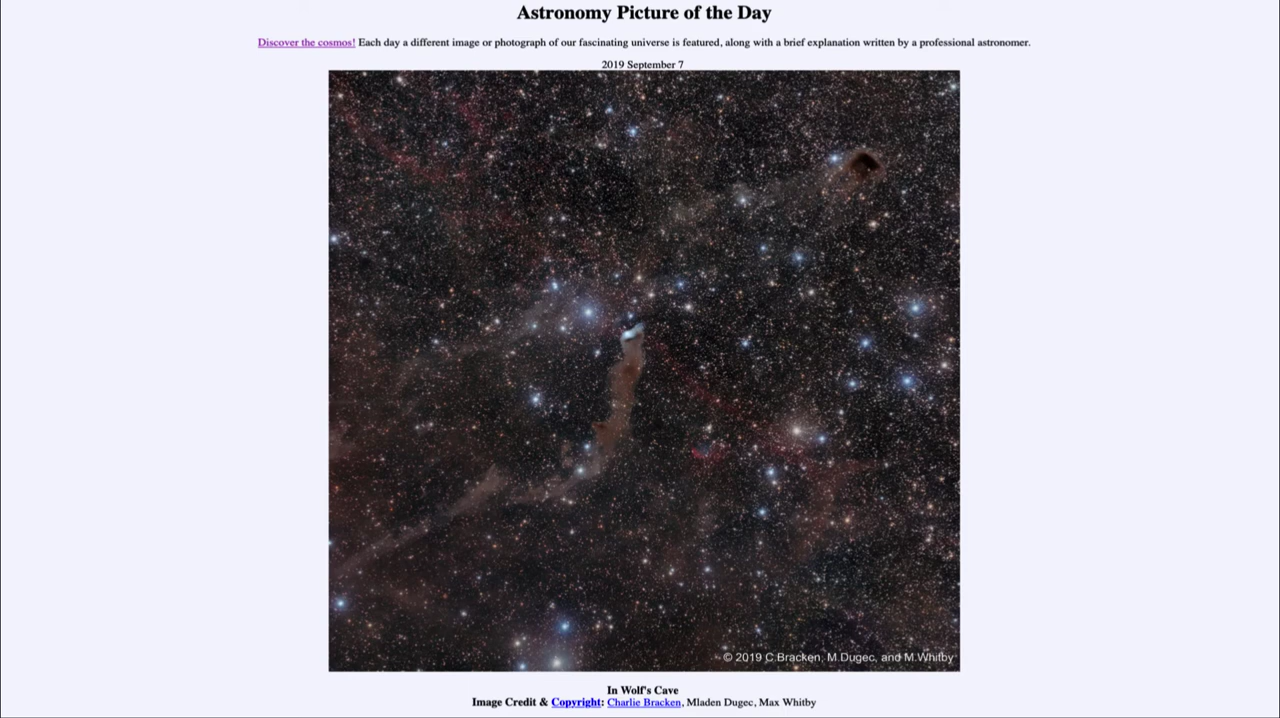 Astronomy Picture of the Day
Discover the cosmos! Each day a different image or photograph of our fascinating universe is featured, along with a brief explanation written by a professional astronomer.
2019 September 7
© 2019 C.Bracken, M.Dugec, and M.Whitby
In Wolf's Cave
Image Credit & Copyright: Charlie Bracken, Mladen Dugec, Max Whitby